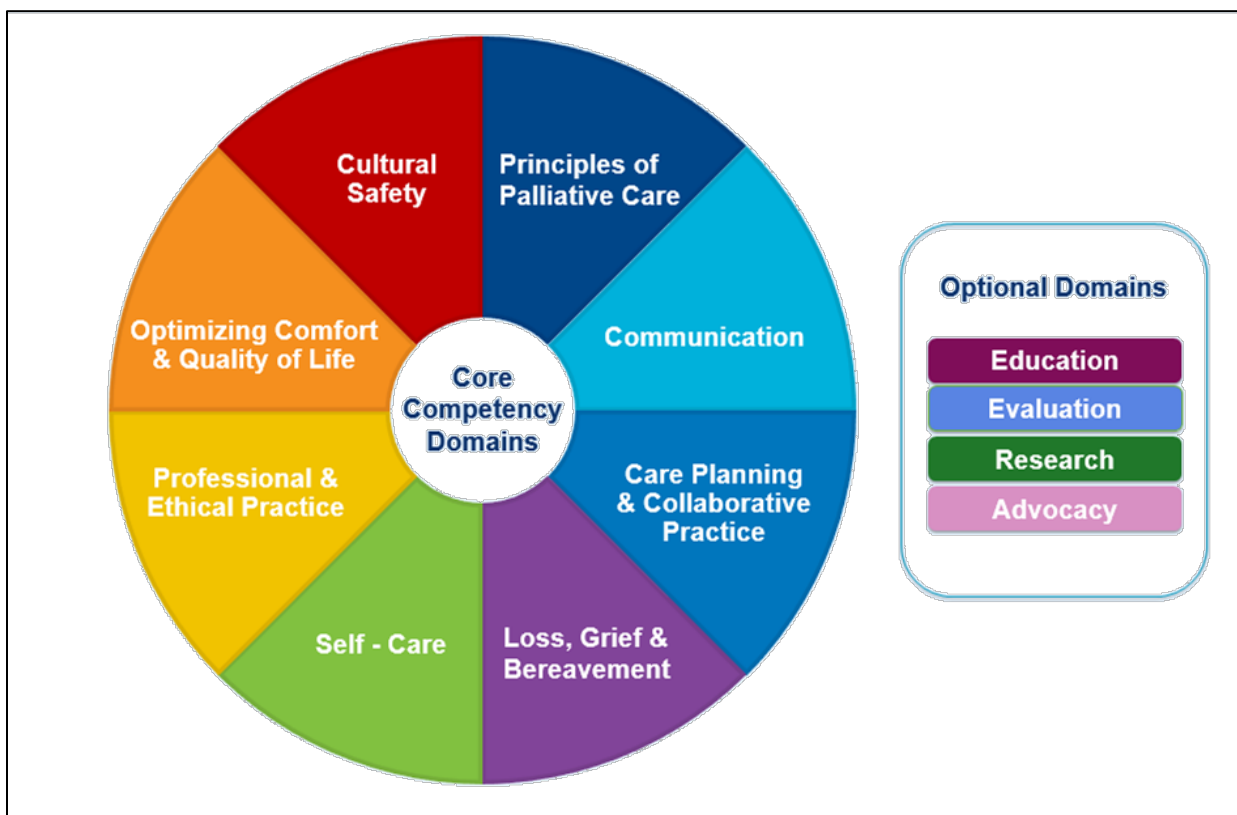 Cultural
Safety
Principles of
Palliative Care
Optimizing Comfort
& Quality of Life
Communication
Core
Competency
Domains
Professional &
Ethical Practice
Care Planning
& Collaborative
Practice
Self - Care
Loss, Grief &
Bereavement
Optional Domains
Education
Evaluation
Research
Advocacy